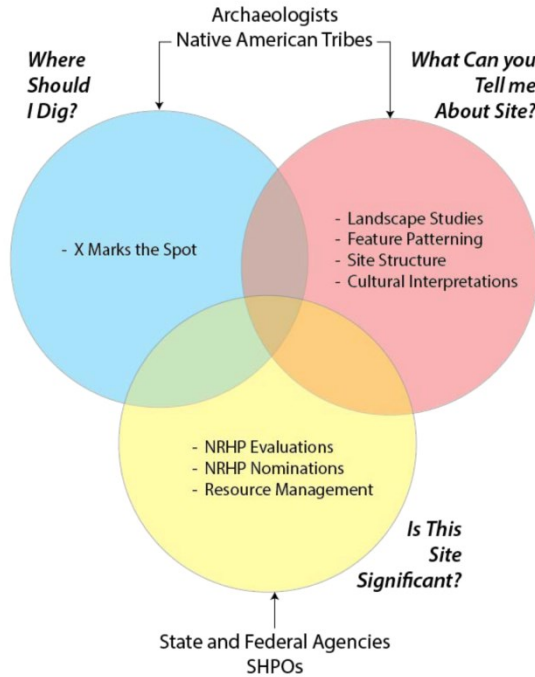 Archaeologists
Native American Tribes
Where
Should
I Dig?
What Can you
Tell me
About Site?
- X Marks the Spot
- Landscape Studies
- Feature Patterning
- Site Structure
- Cultural Interpretations
- NRHP Evaluations
- NRHP Nominations
- Resource Management
Is This
Site
Significant?
State and Federal Agencies
SHPOs